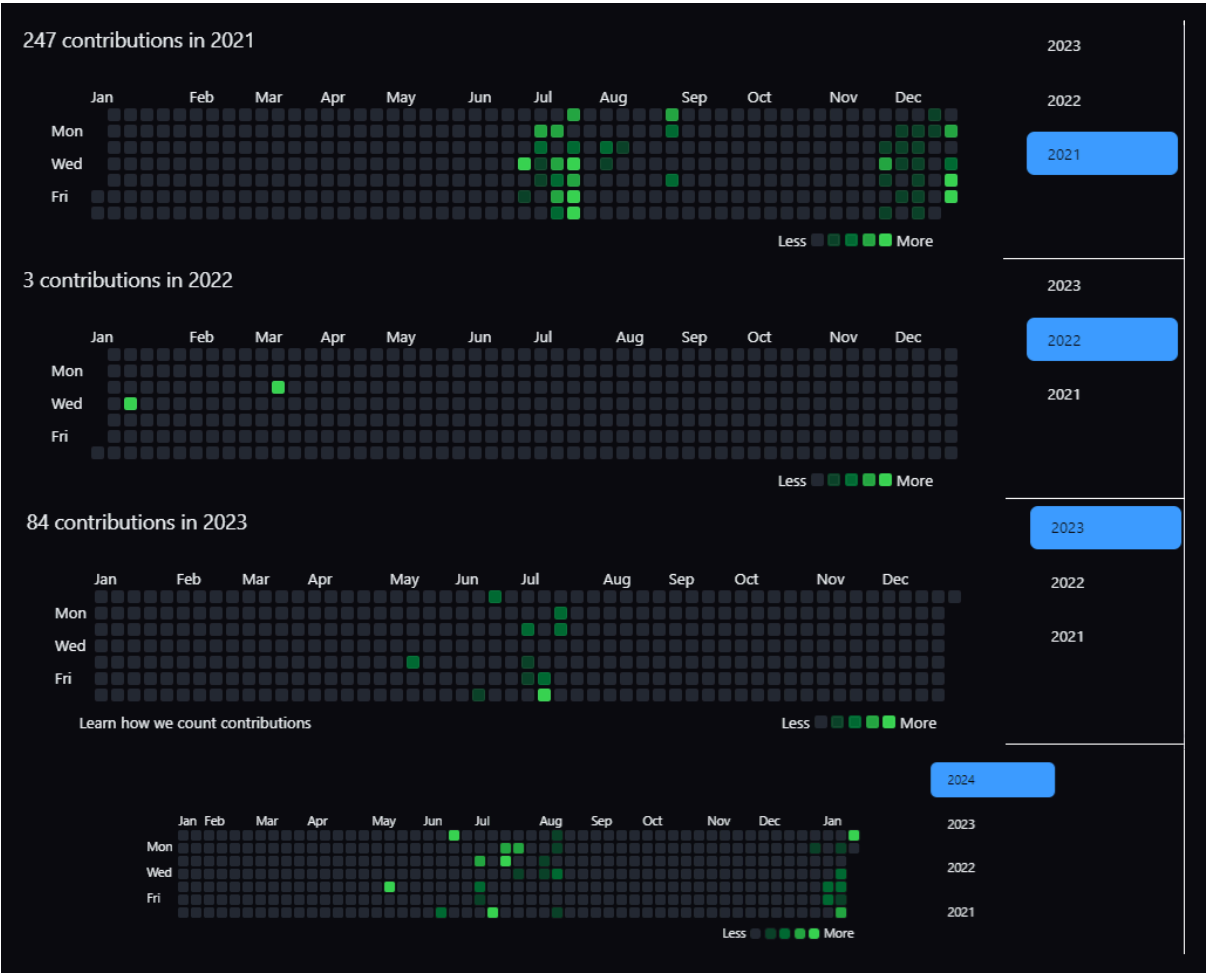 247 contributions in 2021
2023
Jan Feb Mar Apr May Jun Jul Aug Sep Oct Nov Dec
2022
Mon
2021
Wed
Fri
Less More
3 contributions in 2022
2023
Jan Feb Mar Apr May Jun Jul Aug Sep Oct Nov Dec
2022
Mon
2021
Wed
Fri
Less More
84 contributions in 2023
2023
Jan Feb Mar Apr May Jun Jul Aug Sep Oct Nov Dec
2022
Mon
2021
Wed
Fri
Learn how we count contributions
Less More
2024
Jan Feb Mar Apr May Jun Jul Aug Sep Oct Nov Dec Jan
2023
Mon
2022
Wed
Fri
2021
Less More